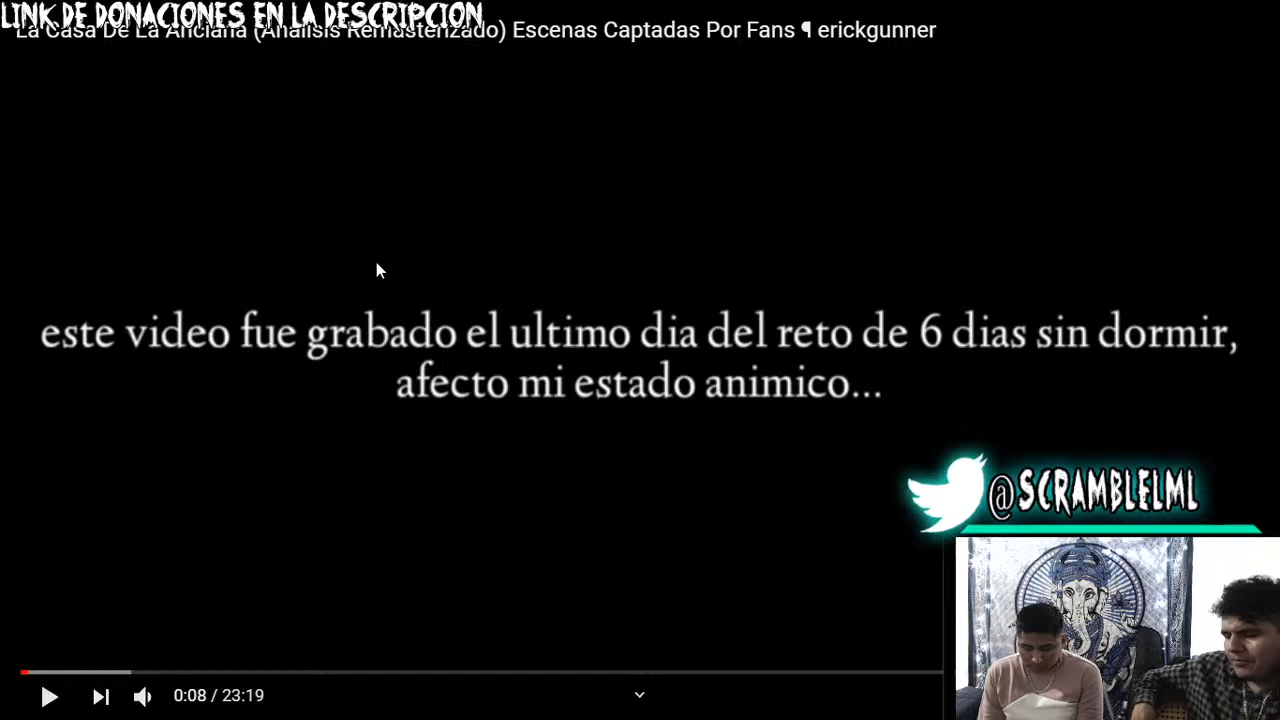 LINK DE DONACIONES EN LA DESCRIPCION
La Casa De La Anciana (Analisis Remasterizado) Escenas Captadas Por Fans ¶ erickgunner
este video fue grabado el ultimo dia del reto de 6 dias sin dormir,
afecto mi estado animico...
@SCRAMBLELML
0:08 / 23:19